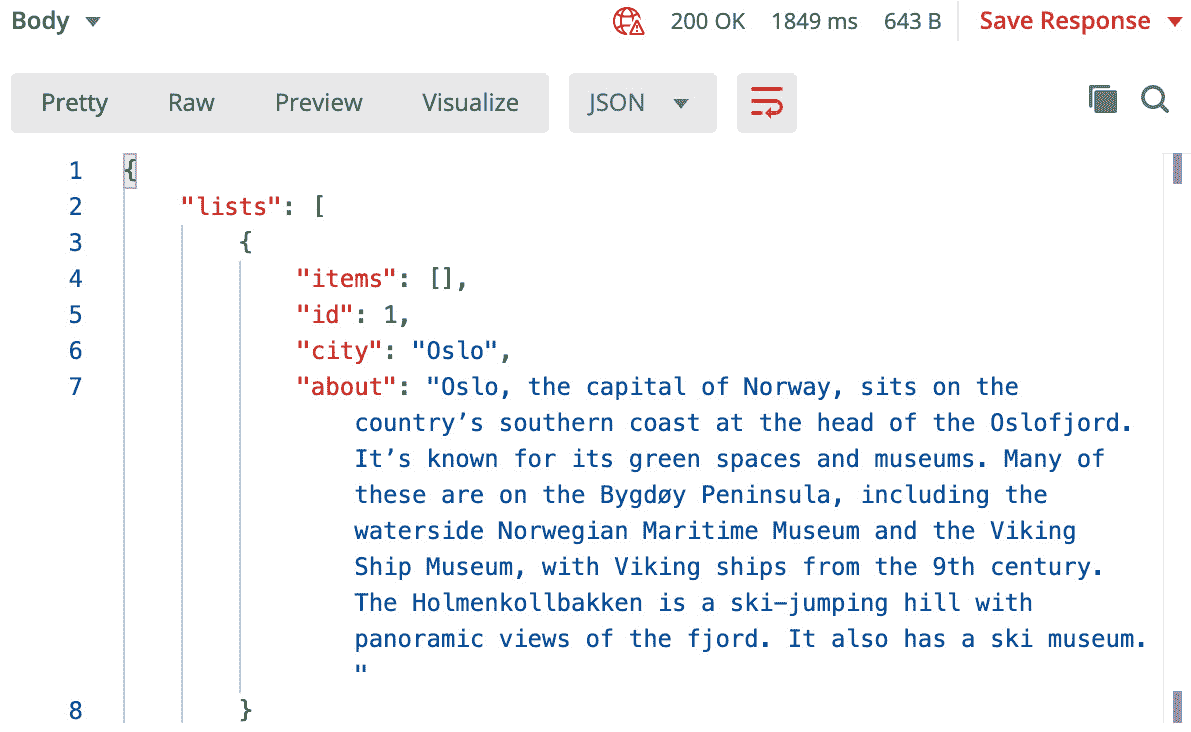 Body 200 OK 1849 ms 643 B Save Response
Pretty Raw Preview Visualize JSON
1 {
2 "lists": [
3 {
4 "items": [],
5 "id": 1,
6 "city": "Oslo",
7 "about": "Oslo, the capital of Norway, sits on the
country’s southern coast at the head of the Oslofjord.
It’s known for its green spaces and museums. Many of
these are on the Bygdøy Peninsula, including the
waterside Norwegian Maritime Museum and the Viking
Ship Museum, with Viking ships from the 9th century.
The Holmenkollbakken is a ski-jumping hill with
panoramic views of the fjord. It also has a ski museum.
"
8 }